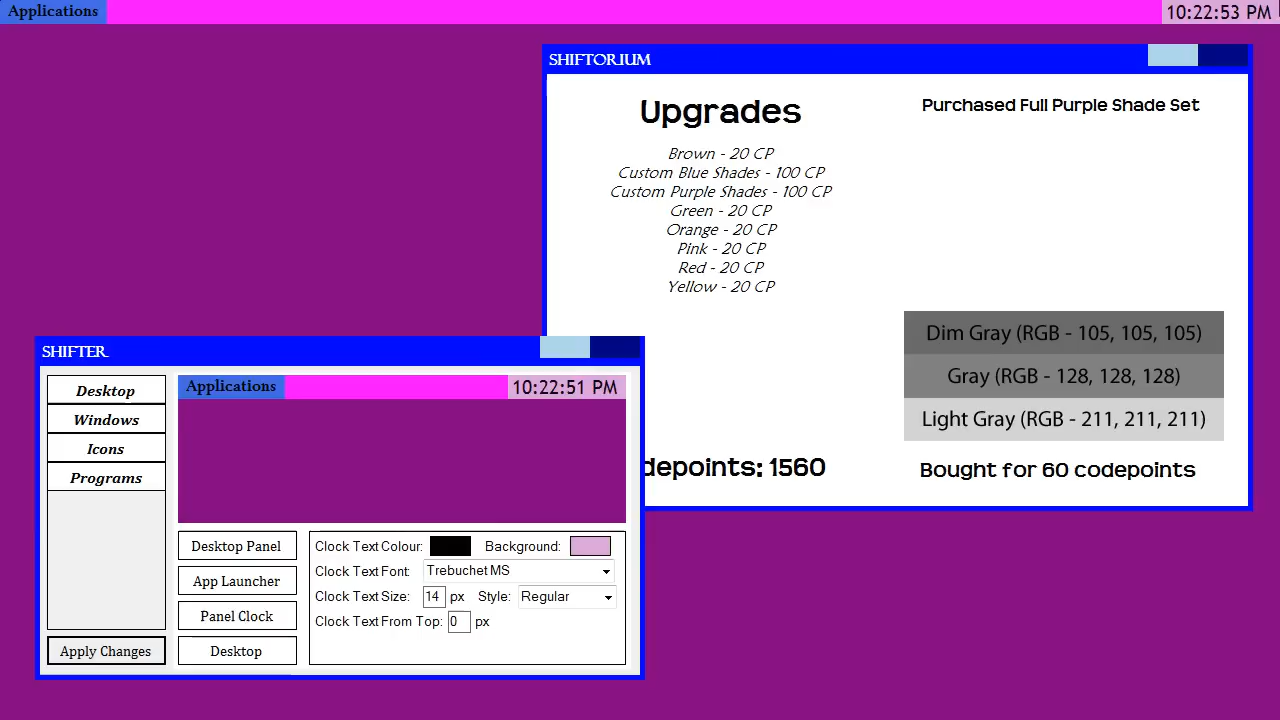 Applications
10:22:53 PM
SHIFTORIUM
Upgrades
Brown - 20 CP
Custom Blue Shades - 100 CP
Custom Purple Shades - 100 CP
Green - 20 CP
Orange - 20 CP
Pink - 20 CP
Red - 20 CP
Yellow - 20 CP
depoints: 1560
Purchased Full Purple Shade Set
Dim Gray (RGB - 105, 105, 105)
Gray (RGB - 128, 128, 128)
Light Gray (RGB - 211, 211, 211)
Bought for 60 codepoints
SHIFTER
Desktop
Windows
Icons
Programs
Apply Changes
Applications
10:22:51 PM
Desktop Panel
App Launcher
Panel Clock
Desktop
Clock Text Colour: Background:
Clock Text Font: Trebuchet MS
Clock Text Size: 14 px Style: Regular
Clock Text From Top: 0 px